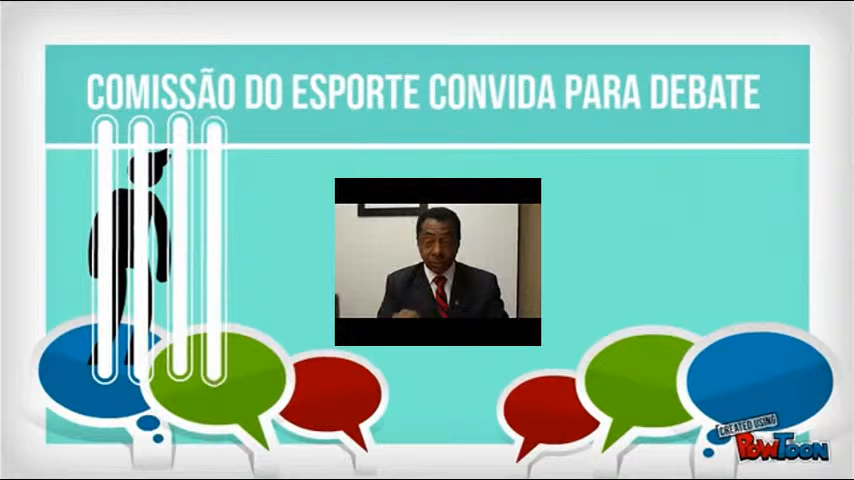 COMISSÃO DO ESPORTE CONVIDA PARA DEBATE
CREATED USING
POWTOON